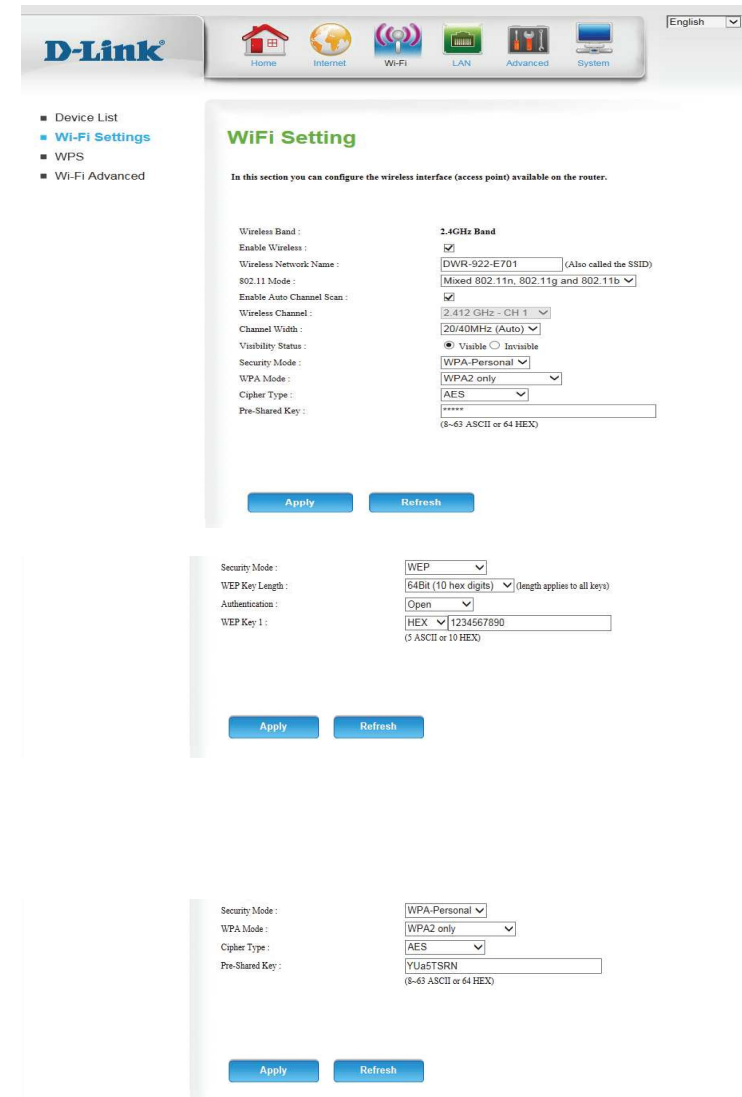 English
D-Link
Home Internet Wi-Fi LAN Advanced System
Device List
Wi-Fi Settings
WPS
Wi-Fi Advanced
WiFi Setting
In this section you can configure the wireless interface (access point) available on the router.
Wireless Band : 2.4GHz Band
Enable Wireless :
Wireless Network Name : DWR-922-E701 (Also called the SSID)
802.11 Mode : Mixed 802.11n, 802.11g and 802.11b
Enable Auto Channel Scan :
Wireless Channel : 2.412 GHz - CH 1
Channel Width : 20/40MHz (Auto)
Visibility Status : Visible Invisible
Security Mode : WPA-Personal
WPA Mode : WPA2 only
Cipher Type : AES
Pre-Shared Key : *****
(8~63 ASCII or 64 HEX)
Apply Refresh
Security Mode : WEP
WEP Key Length : 64Bit (10 hex digits) (length applies to all keys)
Authentication : Open
WEP Key 1 : HEX 1234567890
(5 ASCII or 10 HEX)
Apply Refresh
Security Mode : WPA-Personal
WPA Mode : WPA2 only
Cipher Type : AES
Pre-Shared Key : YUa5TSRN
(8~63 ASCII or 64 HEX)
Apply Refresh